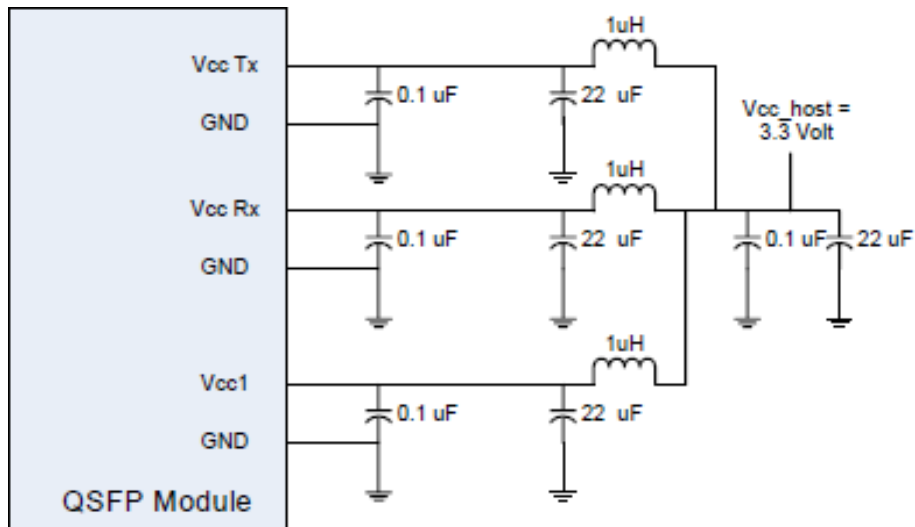 1uH
Vcc Tx
0.1 uF
22 uF
GND
Vcc_host =
3.3 Volt
1uH
Vcc Rx
0.1 uF
22 uF
0.1 uF
22 uF
GND
1uH
Vcc1
0.1 uF
22 uF
GND
QSFP Module